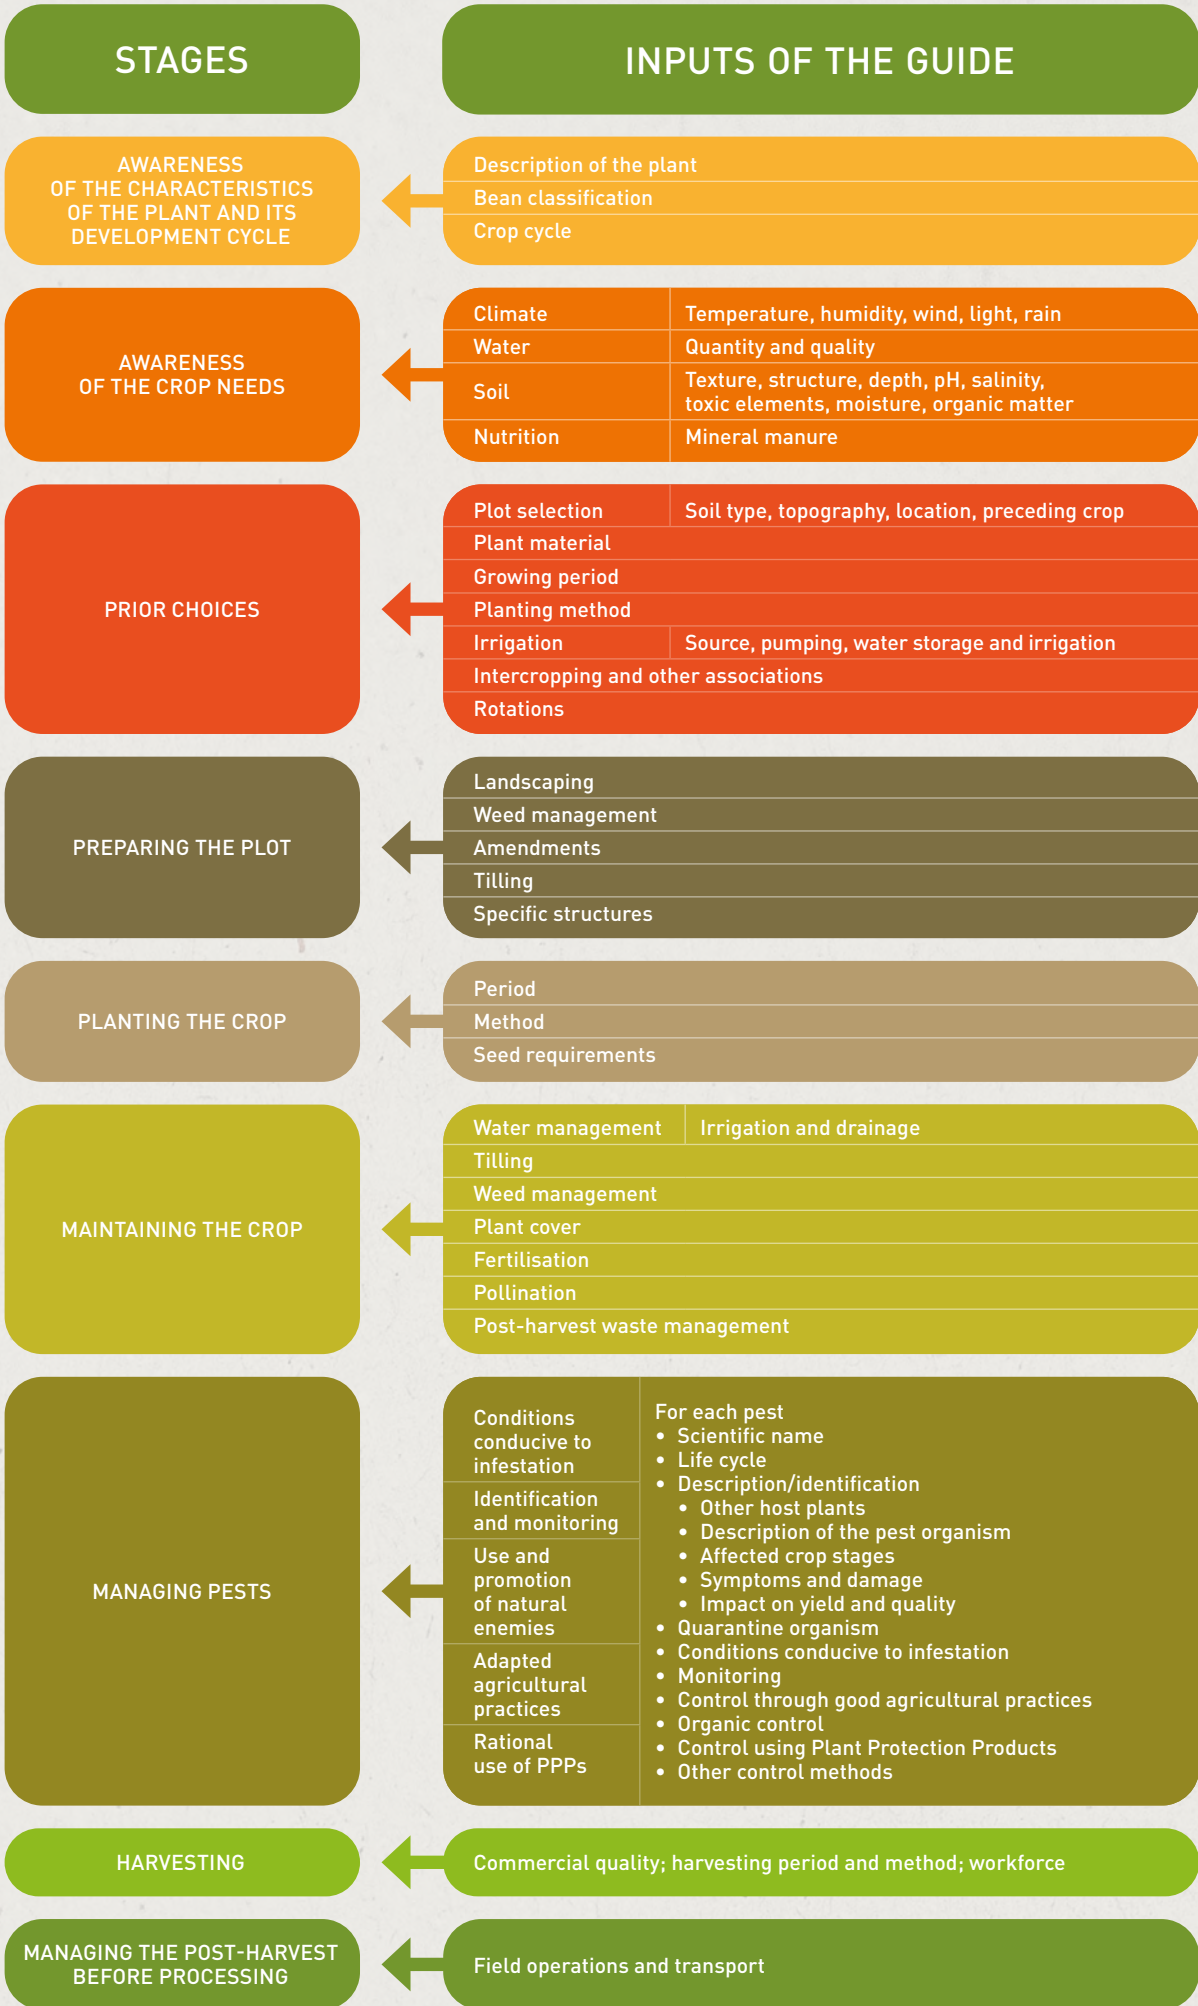 STAGES
INPUTS OF THE GUIDE
AWARENESS
OF THE CHARACTERISTICS
OF THE PLANT AND ITS
DEVELOPMENT CYCLE
Description of the plant
Bean classification
Crop cycle
AWARENESS
OF THE CROP NEEDS
Climate
Temperature, humidity, wind, light, rain
Water
Quantity and quality
Soil
Texture, structure, depth, pH, salinity,
toxic elements, moisture, organic matter
Nutrition
Mineral manure
PRIOR CHOICES
Plot selection
Soil type, topography, location, preceding crop
Plant material
Growing period
Planting method
Irrigation
Source, pumping, water storage and irrigation
Intercropping and other associations
Rotations
PREPARING THE PLOT
Landscaping
Weed management
Amendments
Tilling
Specific structures
PLANTING THE CROP
Period
Method
Seed requirements
MAINTAINING THE CROP
Water management
Irrigation and drainage
Tilling
Weed management
Plant cover
Fertilisation
Pollination
Post-harvest waste management
MANAGING PESTS
Conditions
conducive to
infestation
Identification
and monitoring
Use and
promotion
of natural
enemies
Adapted
agricultural
practices
Rational
use of PPPs
For each pest
• Scientific name
• Life cycle
• Description/identification
• Other host plants
• Description of the pest organism
• Affected crop stages
• Symptoms and damage
• Impact on yield and quality
• Quarantine organism
• Conditions conducive to infestation
• Monitoring
• Control through good agricultural practices
• Organic control
• Control using Plant Protection Products
• Other control methods
HARVESTING
Commercial quality; harvesting period and method; workforce
MANAGING THE POST-HARVEST
BEFORE PROCESSING
Field operations and transport